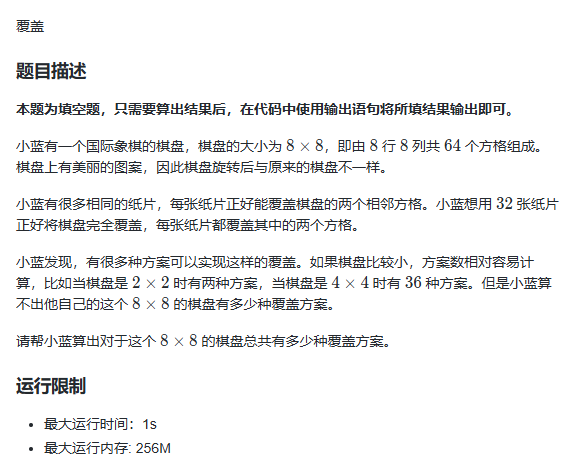 覆盖
题目描述
本题为填空题，只需要算出结果后，在代码中使用输出语句将所填结果输出即可。
小蓝有一个国际象棋的棋盘，棋盘的大小为 8 × 8，即由 8 行 8 列共 64 个方格组成。
棋盘上有美丽的图案，因此棋盘旋转后与原来的棋盘不一样。
小蓝有很多相同的纸片，每张纸片正好能覆盖棋盘的两个相邻方格。小蓝想用 32 张纸片
正好将棋盘完全覆盖，每张纸片都覆盖其中的两个方格。
小蓝发现，有很多种方案可以实现这样的覆盖。如果棋盘比较小，方案数相对容易计
算，比如当棋盘是 2 × 2 时有两种方案，当棋盘是 4 × 4 时有 36 种方案。但是小蓝算
不出他自己的这个 8 × 8 的棋盘有多少种覆盖方案。
请帮小蓝算出对于这个 8 × 8 的棋盘总共有多少种覆盖方案。
运行限制
• 最大运行时间：1s
• 最大运行内存: 256M